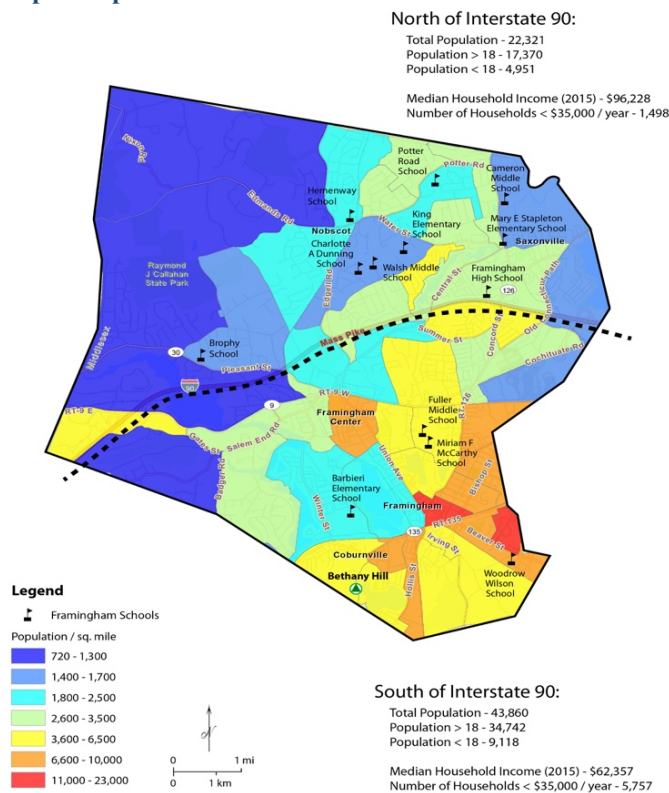 North of Interstate 90:
Total Population - 22,321
Population > 18 - 17,370
Population < 18 - 4,951
Median Household Income (2015) - $96,228
Number of Households < $35,000 / year - 1,498
Nixon Rd
Edmands Rd
Potter
Road
School
Potter Rd
Cameron
Middle
School
Hemenway
School
Nobscot
Water St
King
Elementary
School
Mary E Stapleton
Elementary School
Saxonville
Charlotte
A Dunning
School
Walsh Middle
School
Edgell Rd
Central St
Framingham
High School
126
Raymond
J Callahan
State Park
Middlesex
Brophy
School
30
Pleasant St
90
Mass Pike
Summer St
Concord St
Old
Connecticut Path
Cochituate Rd
RT-9 E
9
RT-9 W
Gates St
Salem End Rd
Badger Rd
Framingham
Center
Fuller
Middle
School
RT-126
Miriam F
McCarthy
School
Union Ave
Bishop St
Barbieri
Elementary
School
Winter St
Framingham
RT-135
135
Beaver St
Irving St
Coburnville
Hollis St
Bethany Hill
Woodrow
Wilson
School
Legend
Framingham Schools
Population / sq. mile
720 - 1,300
1,400 - 1,700
1,800 - 2,500
2,600 - 3,500
3,600 - 6,500
6,600 - 10,000
11,000 - 23,000
N
0 1 mi
0 1 km
South of Interstate 90:
Total Population - 43,860
Population > 18 - 34,742
Population < 18 - 9,118
Median Household Income (2015) - $62,357
Number of Households < $35,000 / year - 5,757